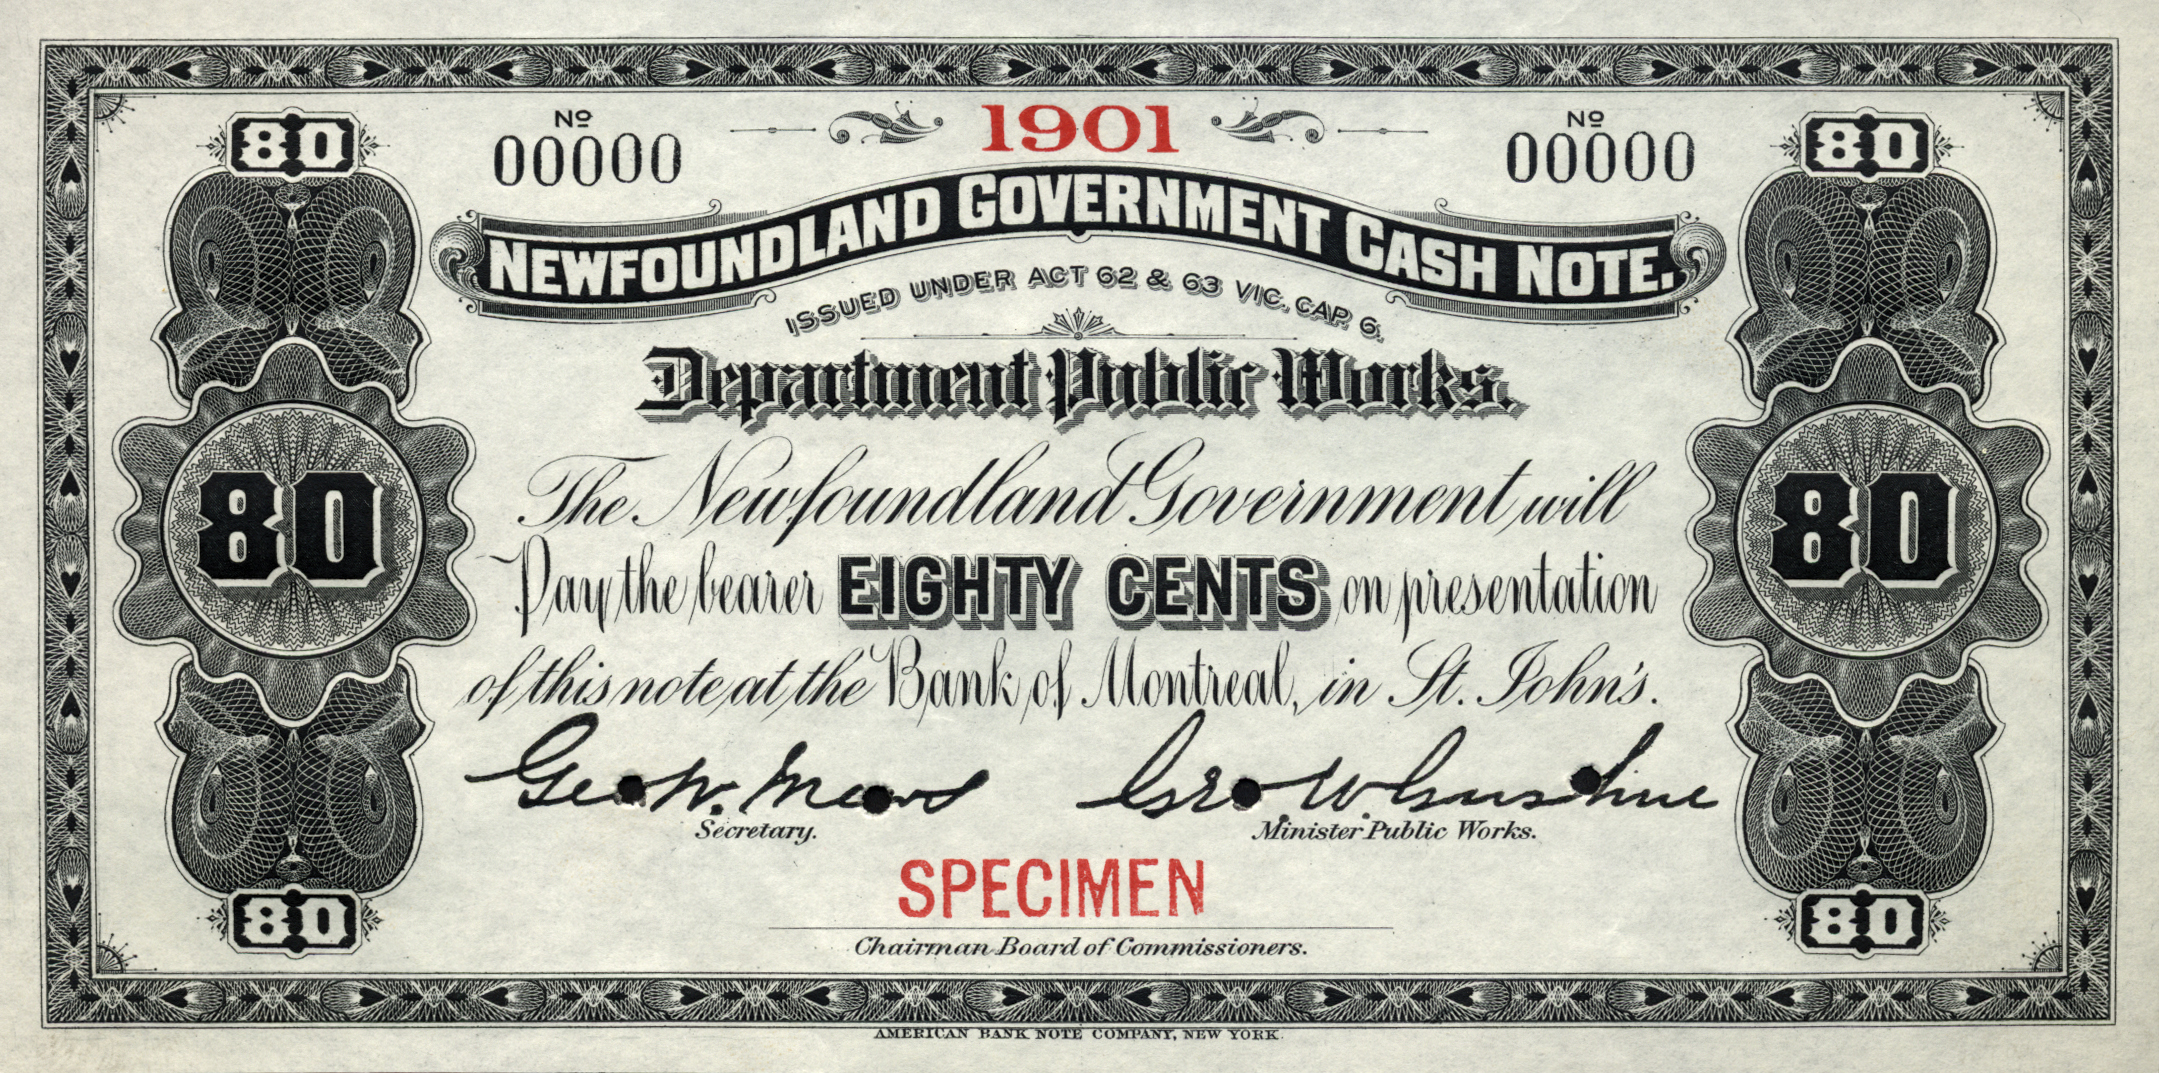 80 Nº 1901 Nº 80
00000 00000
NEWFOUNDLAND GOVERNMENT CASH NOTE.
ISSUED UNDER ACT 62 & 63 VIC. CAP. 6.
Department Public Works.
The Newfoundland Government will
80 Pay the bearer EIGHTY CENTS on presentation 80
of this note at the Bank of Montreal, in St. John's.
Geo. W. Mews
Secretary. Minister Public Works.
SPECIMEN
80 Chairman Board of Commissioners. 80
AMERICAN BANK NOTE COMPANY, NEW YORK.